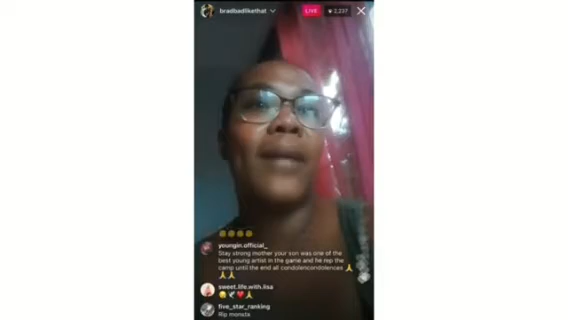 bradbadlikethat
LIVE
2,237
youngin.official_
Stay strong mother your son was one of the
best young artist in the game and he rep the
camp until the end all condolencondolences
sweet.life.with.lisa
five_star_ranking
Rip monsta